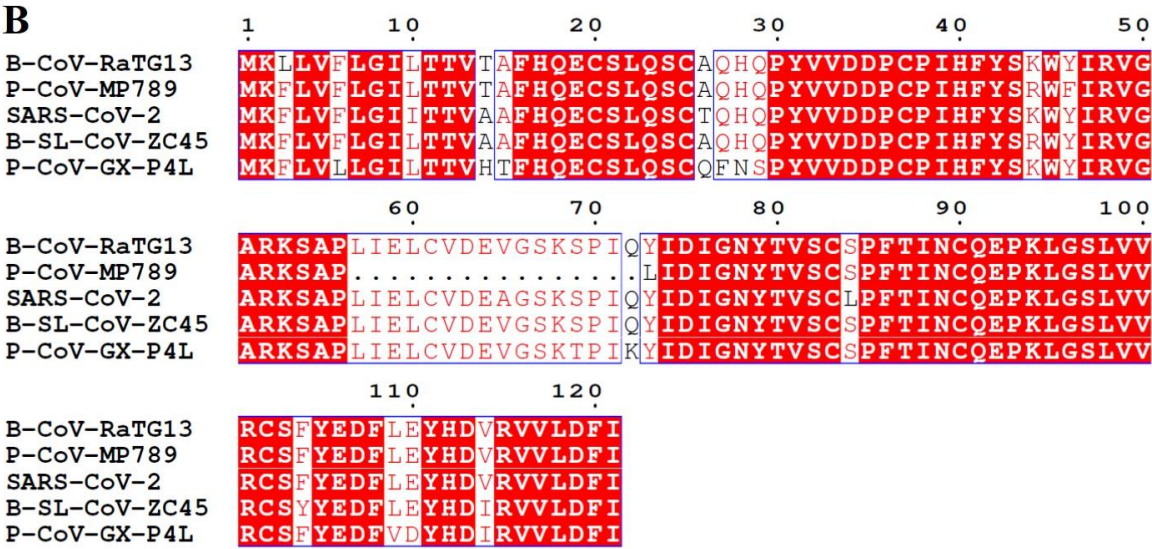 B
1 10 20 30 40 50
B-CoV-RaTG13 MKLLVFLGILTTVTAFHQECSLQSCAQHQPYVVDDPCPIHFYSKWYIRVG
P-CoV-MP789 MKFLVFLGILTTVTAFHQECSLQSCAQHQPYVVDDPCPIHFYSRWFIRVG
SARS-CoV-2 MKFLVFLGIITTVAAFHQECSLQSCTQHQPYVVDDPCPIHFYSKWYIRVG
B-SL-CoV-ZC45 MKFLVFLGILTTVAAFHQECSLQSCAQHQPYVVDDPCPIHFYSRWYIRVG
P-CoV-GX-P4L MKFLVLLGILTTVHTFHQECSLQSCQFNSPYVVDDPCPIHFYSKWYIRVG
60 70 80 90 100
B-CoV-RaTG13 ARKSAPLIELCVDEVGSKSPIQYIDIGNYTVSCSPFTINCQEPKLGSLVV
P-CoV-MP789 ARKSAP................LIDIGNYTVSCSPFTINCQEPKLGSLVV
SARS-CoV-2 ARKSAPLIELCVDEAGSKSPIQYIDIGNYTVSCLPFTINCQEPKLGSLVV
B-SL-CoV-ZC45 ARKSAPLIELCVDEVGSKSPIQYIDIGNYTVSCSPFTINCQEPKLGSLVV
P-CoV-GX-P4L ARKSAPLIELCVDEVGSKTPIKYIDIGNYTVSCSPFTINCQEPKLGSLVV
110 120
B-CoV-RaTG13 RCSFYEDFLEYHDVRVVLDFI
P-CoV-MP789 RCSFYEDFLEYHDVRVVLDFI
SARS-CoV-2 RCSFYEDFLEYHDVRVVLDFI
B-SL-CoV-ZC45 RCSYYEDFLEYHDIRVVLDFI
P-CoV-GX-P4L RCSFYEDFVDYHDIRVVLDFI